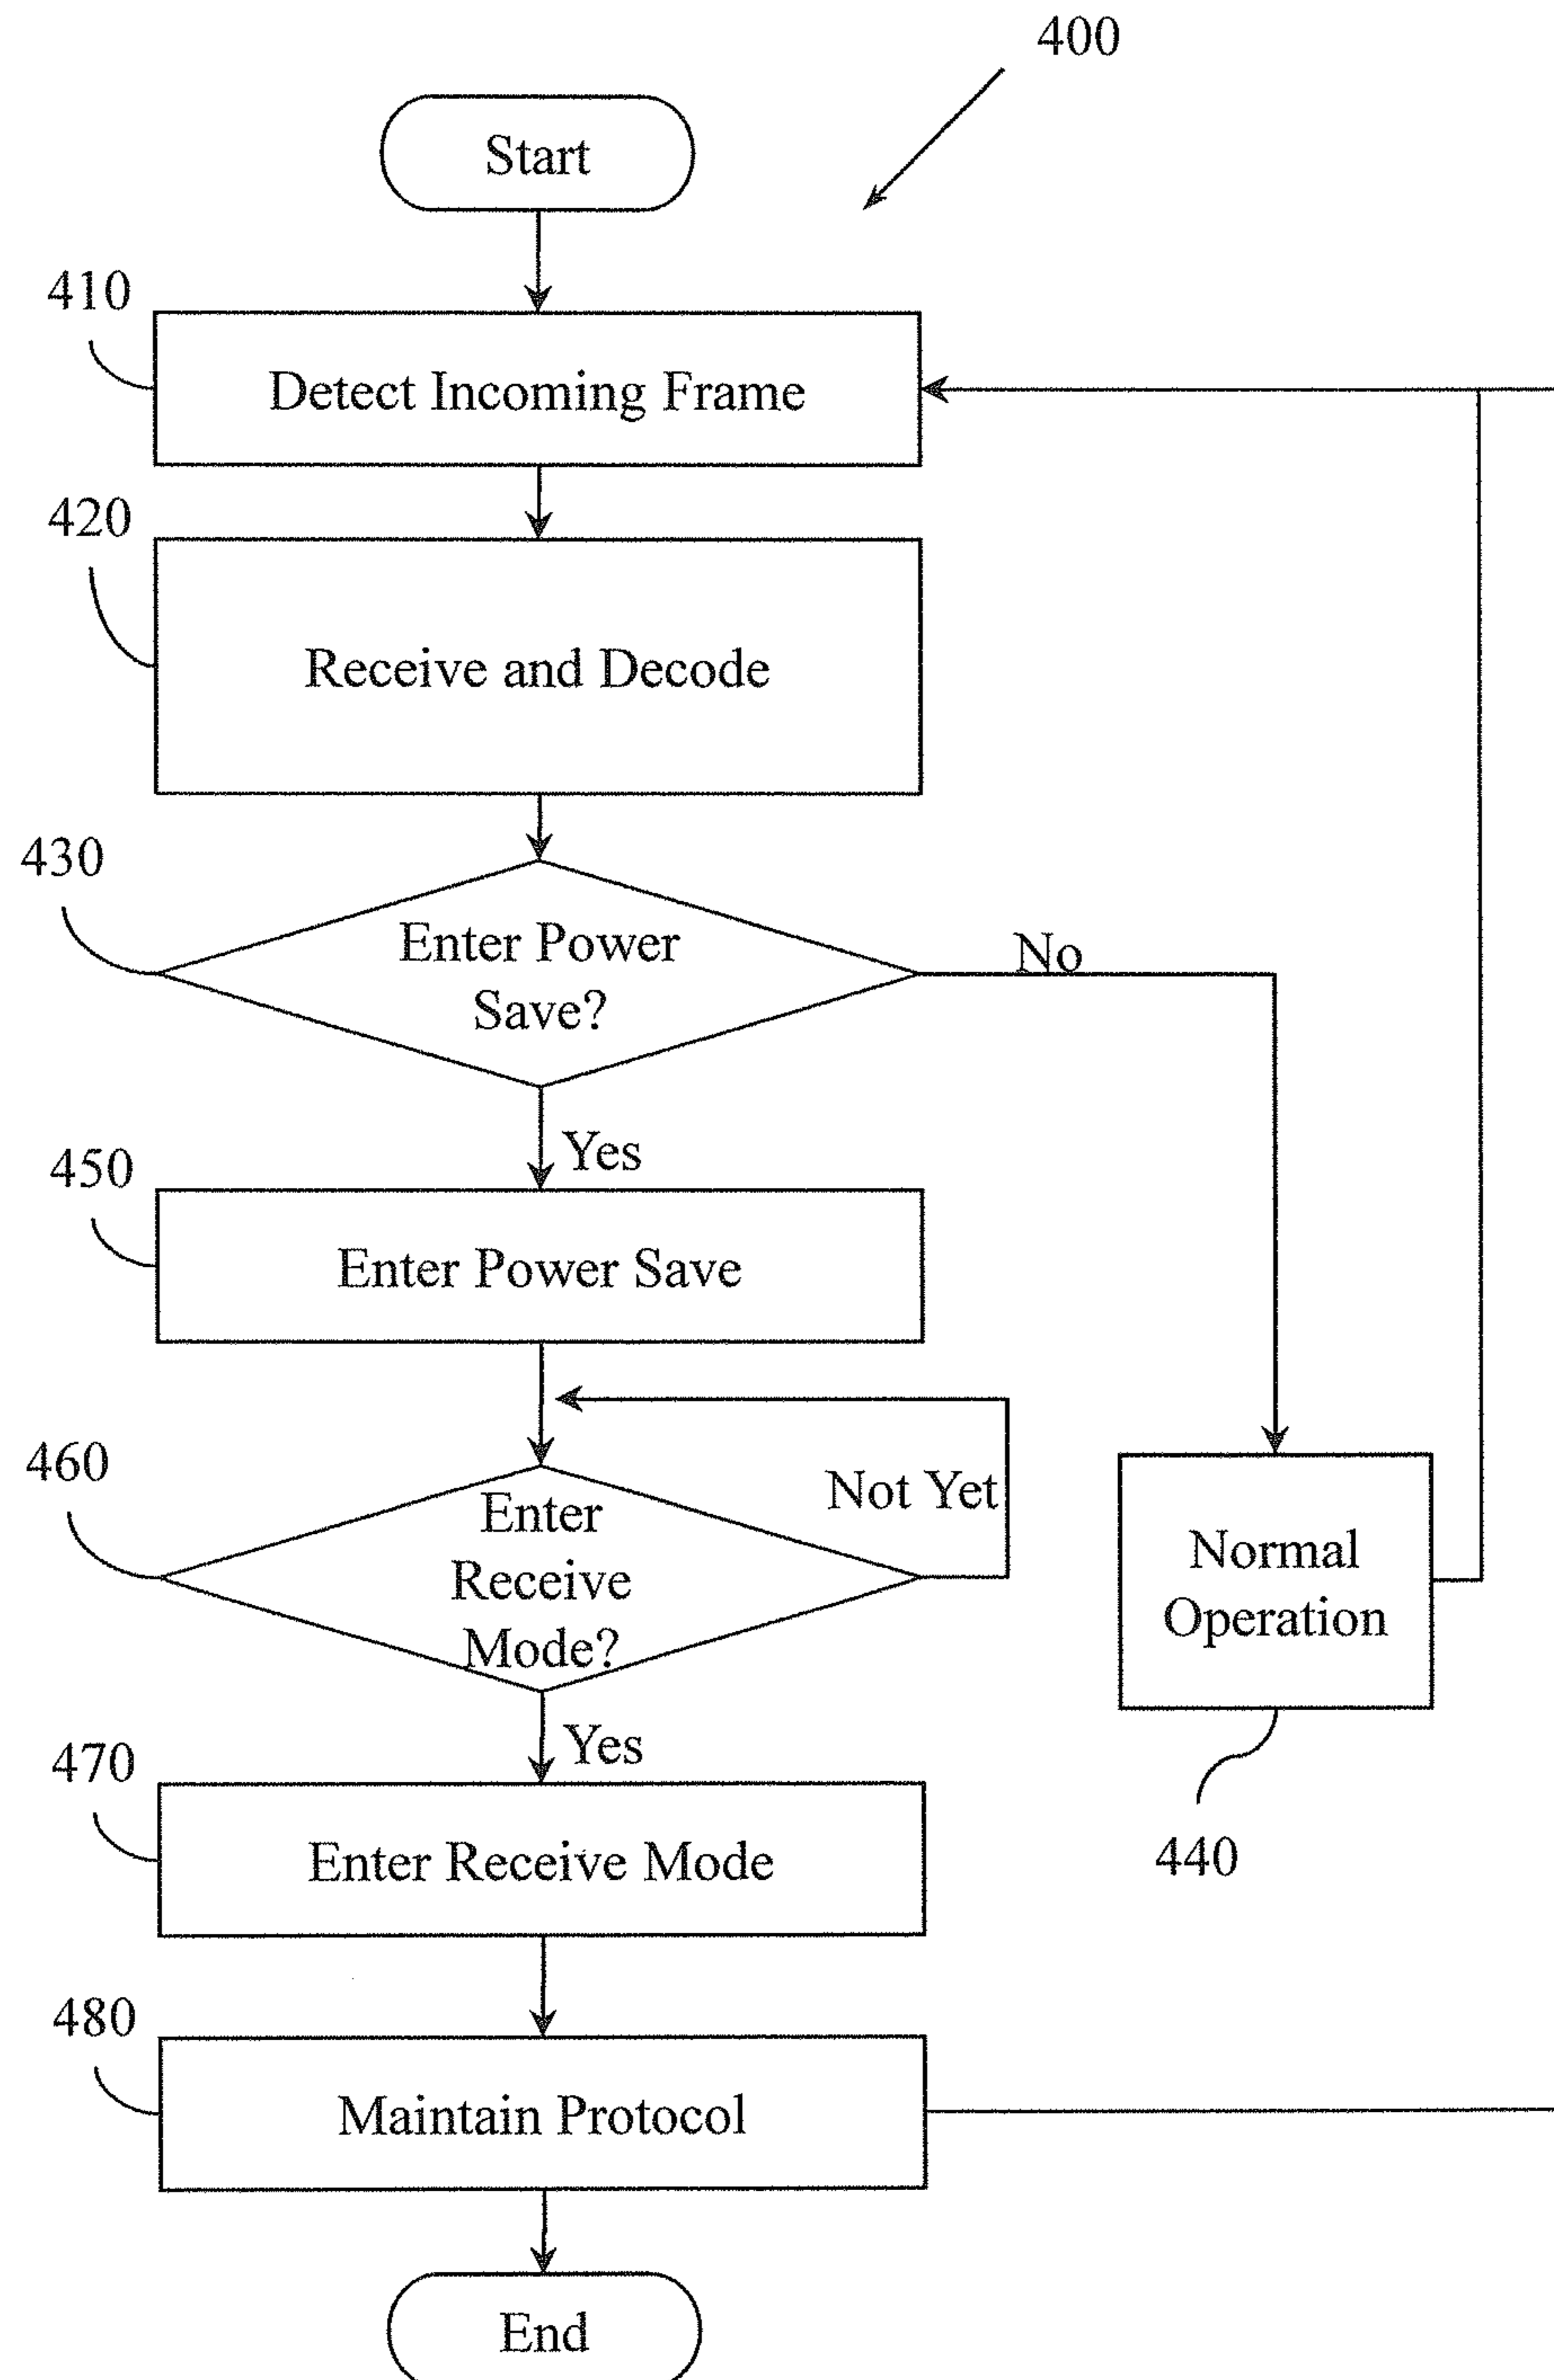 400
Start
410
Detect Incoming Frame
420
Receive and Decode
430
Enter Power
Save?
No
Yes
450
Enter Power Save
460
Enter
Receive
Mode?
Not Yet
Normal
Operation
Yes
470
Enter Receive Mode
440
480
Maintain Protocol
End